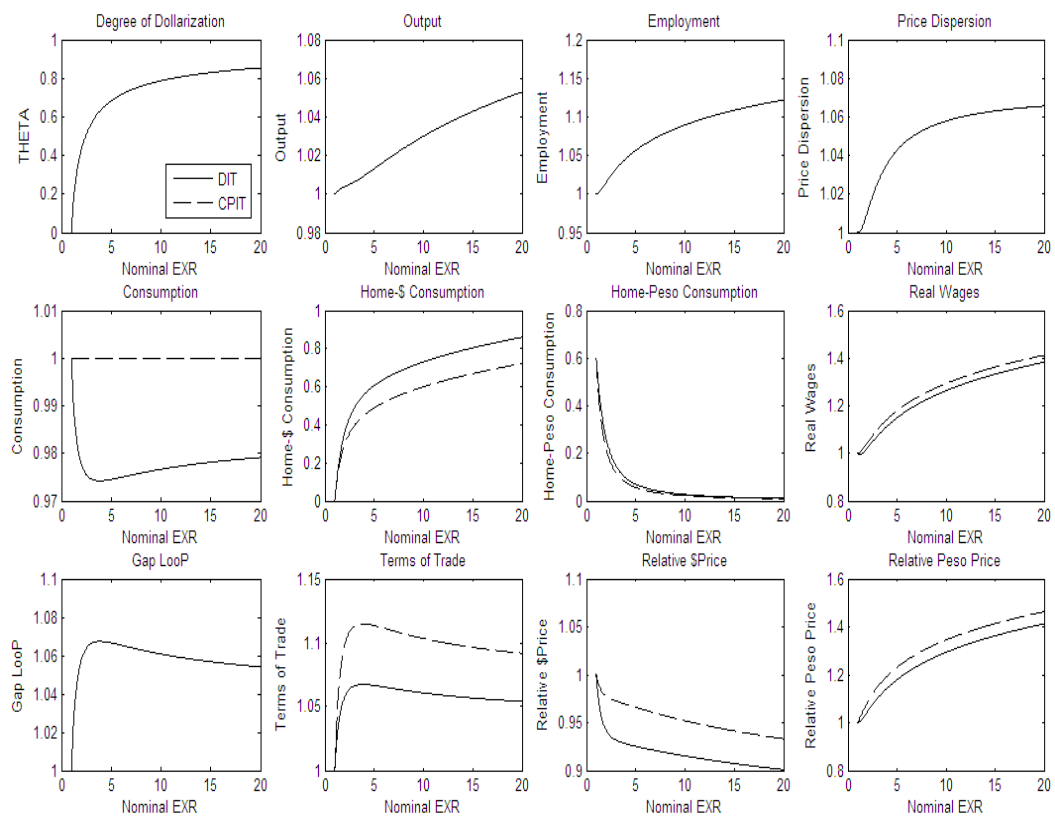 Degree of Dollarization
THETA
1
0.8
0.6
0.4
0.2
0
DIT
CPIT
0 5 10 15 20
Nominal EXR
Output
Output
1.08
1.06
1.04
1.02
1
0.98
0 5 10 15 20
Nominal EXR
Employment
Employment
1.2
1.15
1.1
1.05
1
0.95
0 5 10 15 20
Nominal EXR
Price Dispersion
Price Dispersion
1.1
1.08
1.06
1.04
1.02
1
0 5 10 15 20
Nominal EXR
Consumption
Consumption
1.01
1
0.99
0.98
0.97
0 5 10 15 20
Nominal EXR
Home-$ Consumption
Home-$ Consumption
1
0.8
0.6
0.4
0.2
0
0 5 10 15 20
Nominal EXR
Home-Peso Consumption
Home-Peso Consumption
0.8
0.6
0.4
0.2
0
0 5 10 15 20
Nominal EXR
Real Wages
Real Wages
1.6
1.4
1.2
1
0.8
0 5 10 15 20
Nominal EXR
Gap LooP
Gap LooP
1.1
1.08
1.06
1.04
1.02
1
0 5 10 15 20
Nominal EXR
Terms of Trade
Terms of Trade
1.15
1.1
1.05
1
0 5 10 15 20
Nominal EXR
Relative $Price
Relative $Price
1.1
1.05
1
0.95
0.9
0 5 10 15 20
Nominal EXR
Relative Peso Price
Relative Peso Price
1.6
1.4
1.2
1
0.8
0 5 10 15 20
Nominal EXR